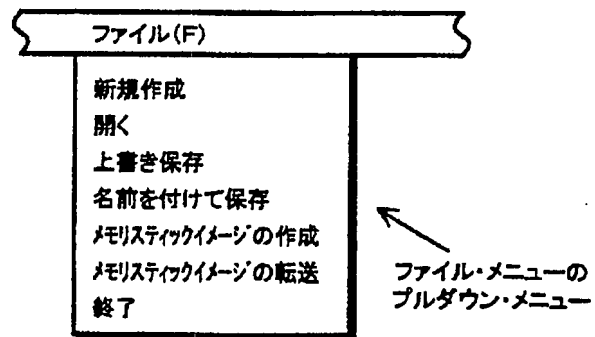 ファイル(F)
新規作成
開く
上書き保存
名前を付けて保存
メモリスティックイメージの作成
メモリスティックイメージの転送
終了
ファイル・メニューの
プルダウン・メニュー